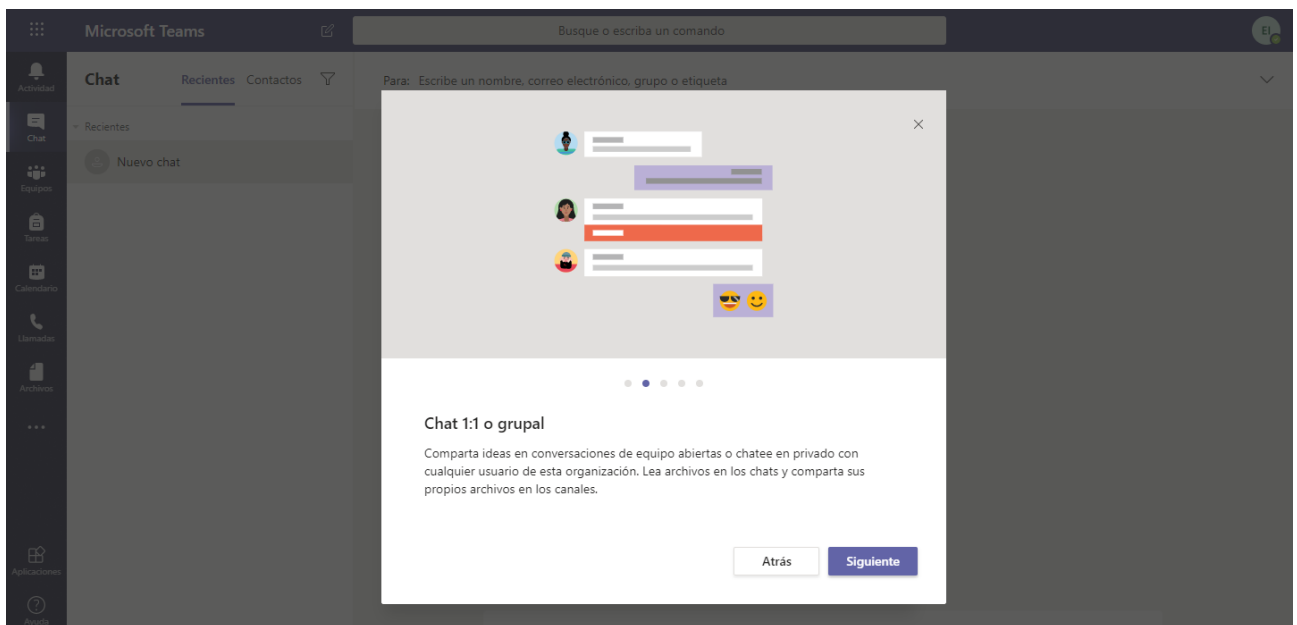 Microsoft Teams
Busque o escriba un comando
EI
Actividad
Chat
Equipos
Tareas
Calendario
Llamadas
Archivos
Aplicaciones
Ayuda
Chat
Recientes Contactos
Recientes
Nuevo chat
Para: Escribe un nombre, correo electrónico, grupo o etiqueta
Chat 1:1 o grupal
Comparta ideas en conversaciones de equipo abiertas o chatee en privado con
cualquier usuario de esta organización. Lea archivos en los chats y comparta sus
propios archivos en los canales.
Atrás
Siguiente